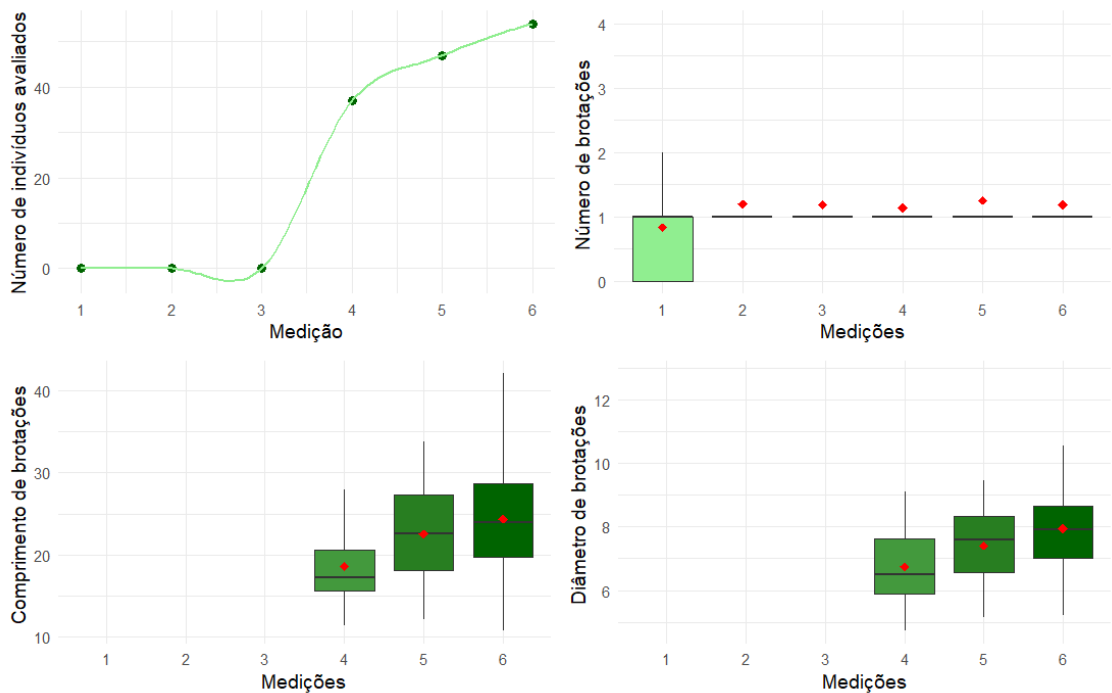 Número de indivíduos avaliados
40
20
0
1 2 3 4 5 6
Medição
Número de brotações
4
3
2
1
0
1 2 3 4 5 6
Medições
Comprimento de brotações
40
30
20
10
1 2 3 4 5 6
Medições
Diâmetro de brotações
12
10
8
6
1 2 3 4 5 6
Medições